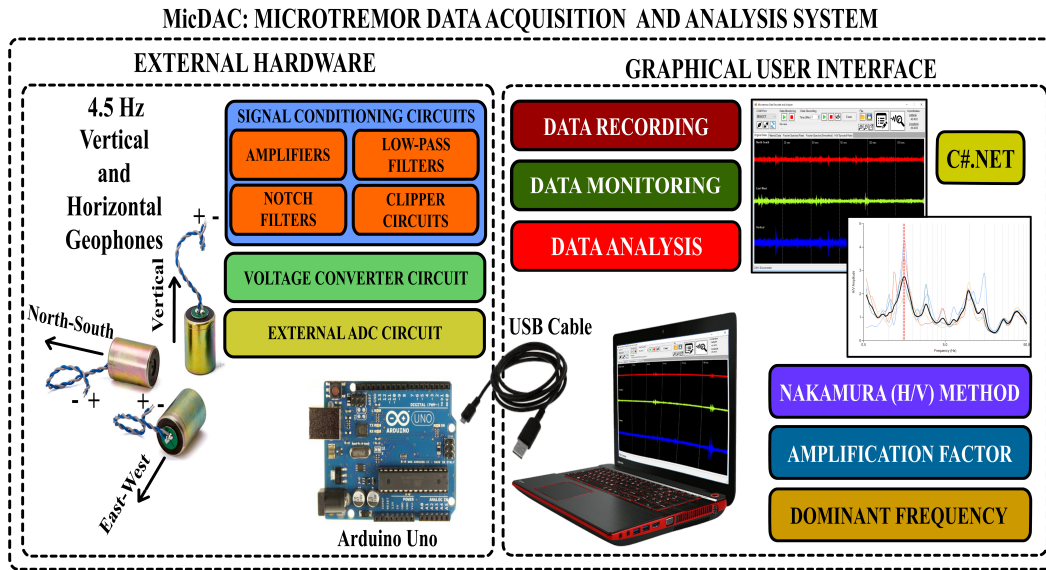 MicDAC: MICROTREMOR DATA ACQUISITION AND ANALYSIS SYSTEM
EXTERNAL HARDWARE
4.5 Hz
Vertical
and
Horizontal
Geophones
SIGNAL CONDITIONING CIRCUITS
AMPLIFIERS
LOW-PASS
FILTERS
NOTCH
FILTERS
CLIPPER
CIRCUITS
VOLTAGE CONVERTER CIRCUIT
EXTERNAL ADC CIRCUIT
+ -
Vertical
North-South
- +
+ -
East-West
ARDUINO
UNO
Arduino Uno
USB Cable
GRAPHICAL USER INTERFACE
DATA RECORDING
DATA MONITORING
DATA ANALYSIS
C#.NET
Frequency (Hz)
NAKAMURA (H/V) METHOD
AMPLIFICATION FACTOR
DOMINANT FREQUENCY